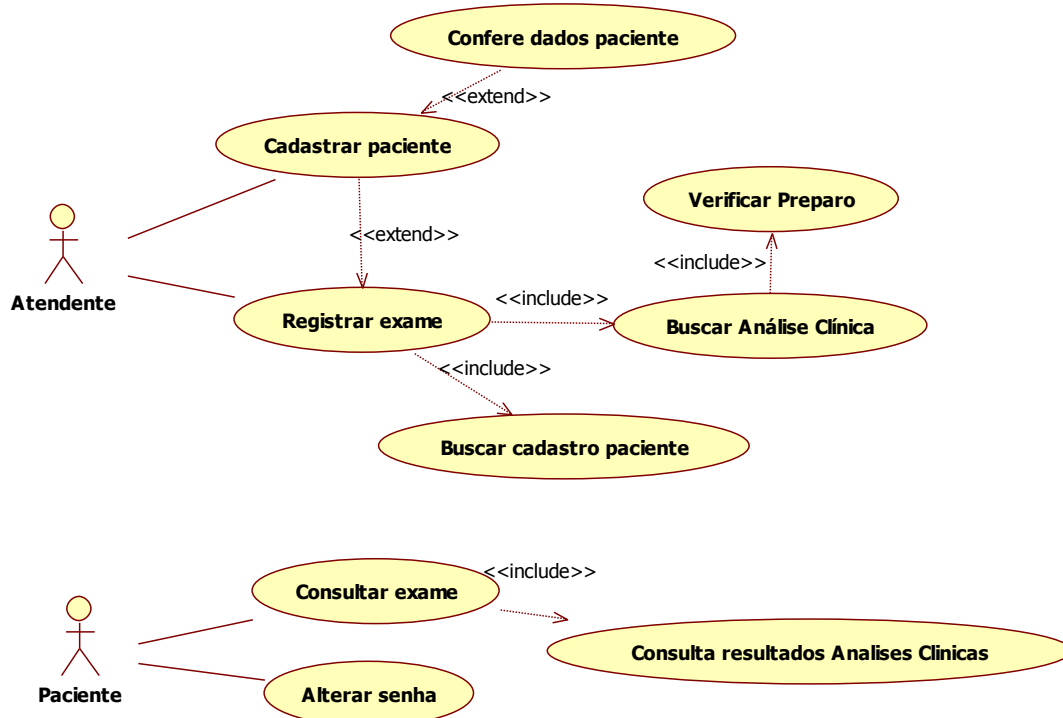 Confere dados paciente
<<extend>>
Cadastrar paciente
Verificar Preparo
<<extend>>
<<include>>
Atendente
<<include>>
Registrar exame
Buscar Análise Clínica
<<include>>
Buscar cadastro paciente
<<include>>
Consultar exame
Consulta resultados Analises Clinicas
Paciente
Alterar senha